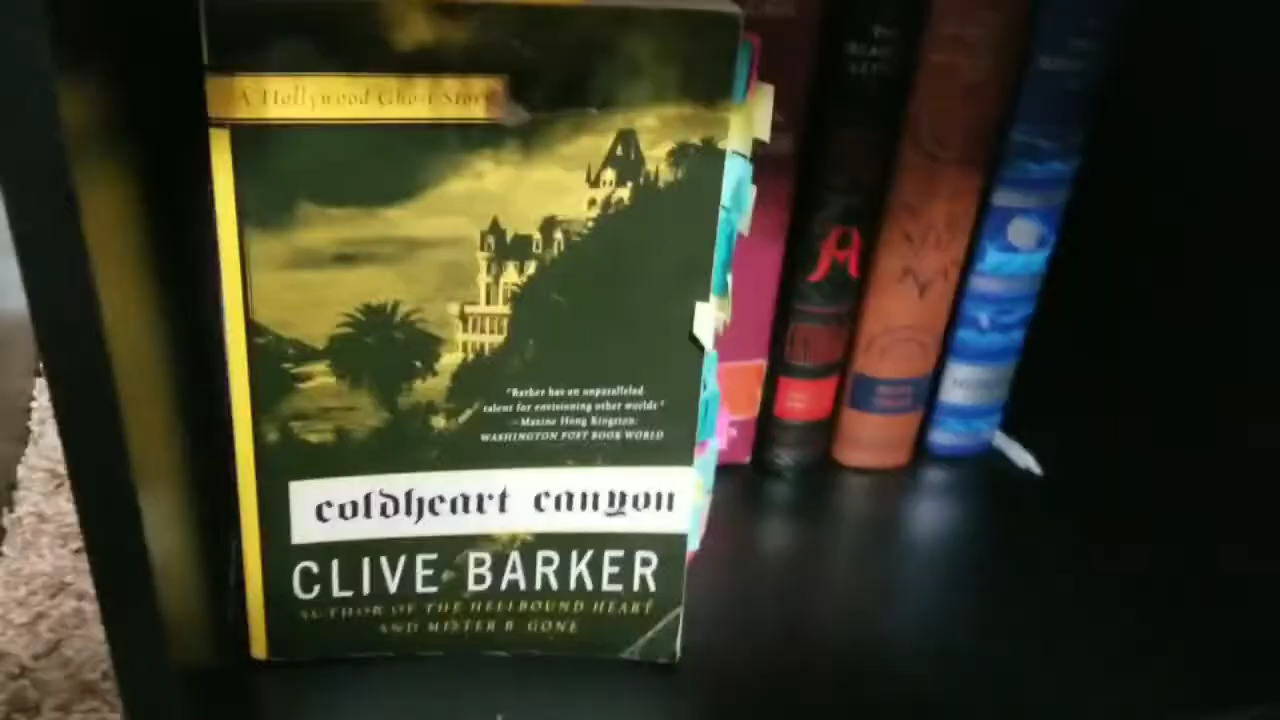 A Hollywood Ghost Story
"Barker has an unparalleled
talent for envisioning other worlds"
—Maxine Hong Kingston,
WASHINGTON POST BOOK WORLD
coldheart canyon
CLIVE BARKER
AUTHOR OF THE HELLBOUND HEART
AND MISTER B. GONE
A